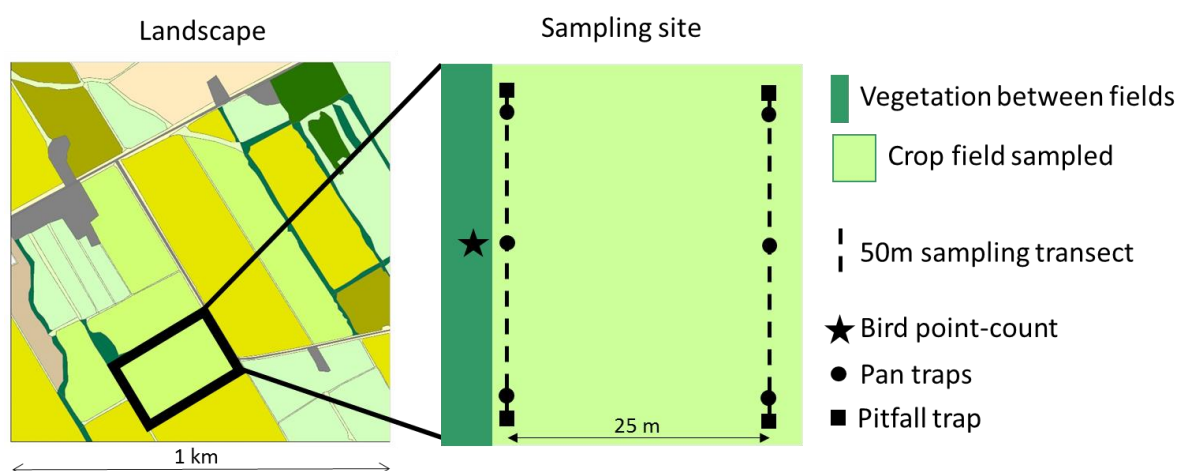 Landscape
Sampling site
Vegetation between fields
Crop field sampled
50m sampling transect
Bird point-count
Pan traps
Pitfall trap
25 m
1 km